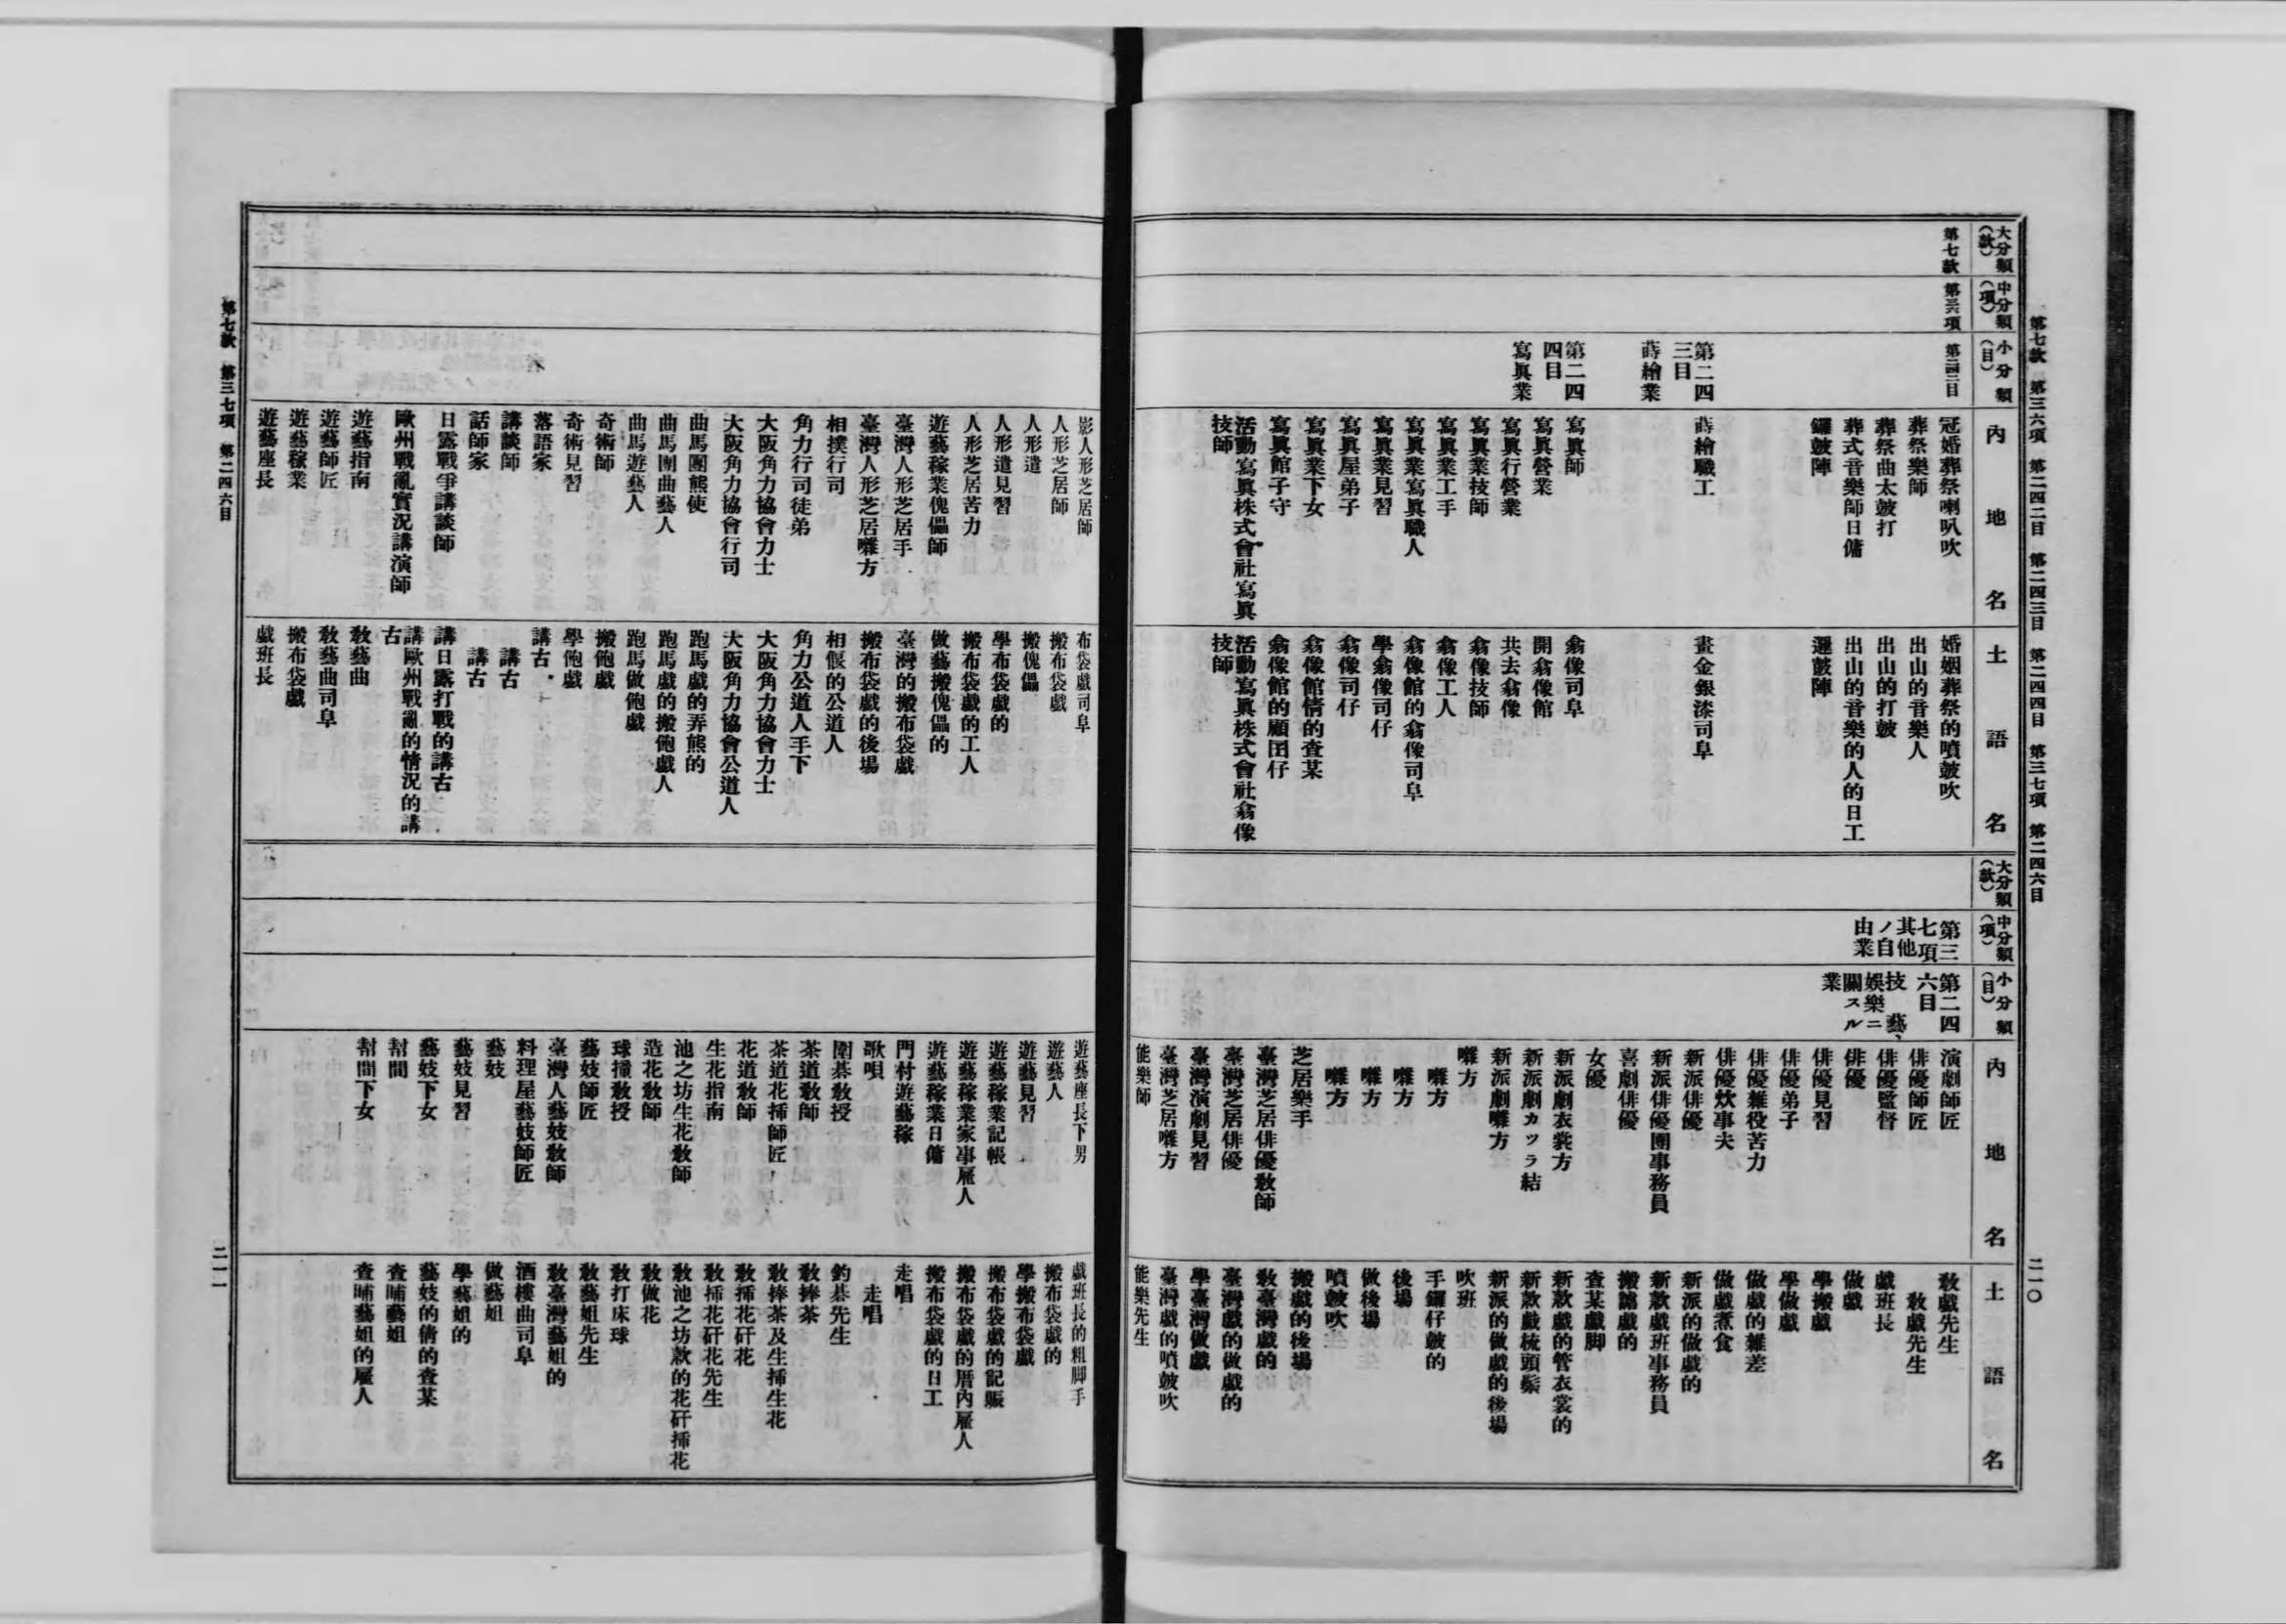 第七款　第三六項　第二四二目　第二四三目　第二四四目　第三七項　第二四六目
二一〇
大分類（款）
中分類（項）
小分類（目）
內地名
土語名
第七款
第三六項
第二四二目
冠婚葬祭喇叭吹
婚姻葬祭的噴皷吹
葬祭樂師
出山的音樂人
葬祭曲太皷打
出山的打皷
葬式音樂師日傭
出山的音樂的人的日工
鑼皷陣
邏皷陣
第二四三目
蒔繪業
蒔繪職工
畫金銀漆司阜
第二四四目
寫眞業
寫眞師
翕像司阜
寫眞營業
開翕像館
寫眞行營業
共去翕像
寫眞業技師
翕像技師
寫眞業工手
翕像工人
寫眞業寫眞職人
翕像館的翕像司阜
寫眞業見習
學翕像司仔
寫眞屋弟子
翕像司仔
寫眞業下女
翕像館倩的查某
寫眞館子守
翕像館的顧囝仔
活動寫眞株式會社寫眞技師
活動寫眞株式會社翕像技師
大分類（款）
中分類（項）
小分類（目）
內地名
土語名
第三七項
其他ノ自由業
第二四六目
技藝、娛樂ニ關スル業
演劇師匠
敎戲先生
俳優師匠
敎戲先生
俳優監督
戲班長
俳優
做戲
俳優見習
學搬戲
俳優弟子
學做戲
俳優雜役苦力
做戲的雜差
俳優炊事夫
做戲煮食
新派俳優
新派的做戲的
新派俳優團事務員
新款戲班事務員
喜劇俳優
搬譀戲的
女優
查某戲脚
新派劇衣裳方
新款戲的管衣裳的
新派劇カツラ結
新款戲梳頭鬃
新派劇囃方
新派的做戲的後場
囃方
吹班
囃方
手鑼仔皷的
囃方
後場
囃方
做後場
囃方
噴皷吹
芝居樂手
搬戲的後場
臺灣芝居俳優敎師
敎臺灣戲的
臺灣芝居俳優
臺灣戲的做戲的
臺灣演劇見習
學臺灣做戲
臺灣芝居囃方
臺灣戲的噴皷吹
能樂師
能樂先生
影人形芝居師
布袋戲司阜
人形芝居師
搬布袋戲
人形遣
搬傀儡
人形遣見習
學布袋戲的
人形芝居苦力
搬布袋戲的工人
遊藝稼業傀儡師
做藝搬傀儡的
臺灣人形芝居手
臺灣的搬布袋戲
臺灣人形芝居囃方
搬布袋戲的後場
相撲行司
相偃的公道人
角力行司徒弟
角力公道人手下
大阪角力協會力士
大阪角力協會力士
大阪角力協會行司
大阪角力協會公道人
曲馬團熊使
跑馬戲的弄熊的
曲馬團曲藝人
跑馬戲的搬䶌戲人
曲馬遊藝人
跑馬做䶌戲
奇術師
搬䶌戲
奇術見習
學䶌戲
落語家
講古
講談師
講古
話師家
講古
日露戰爭講談師
講日露打戰的講古
歐州戰亂實況講演師
講歐州戰亂的情況的講古
遊藝指南
敎藝曲
遊藝師匠
敎藝曲司阜
遊藝稼業
搬布袋戲
遊藝座長
戲班長
遊藝座長下男
戲班長的粗脚手
遊藝人
搬布袋戲的
遊藝見習
學搬布袋戲
遊藝稼業記帳
搬布袋戲的記賬
遊藝稼業家事雇人
搬布袋戲的厝內雇人
遊藝稼業日傭
搬布袋戲的日工
門村遊藝稼
走唱
歌唄
走唱
圍碁敎授
釣碁先生
茶道敎師
敎捧茶
茶道花揷師匠
敎捧茶及生揷生花
花道敎師
敎揷花矸花
生花指南
敎揷花矸花先生
池之坊生花敎師
敎池之坊款的花矸揷花
造花敎師
敎做花
球撞敎授
敎打床球
藝妓師匠
敎藝妲先生
臺灣人藝妓敎師
敎臺灣藝妲的
料理屋藝妓師匠
酒樓曲司阜
藝妓
做藝妲
藝妓見習
學藝妲的
藝妓下女
藝妓的倩的查某
幇間
查晡藝妲
幇間下女
查晡藝妲的雇人
第七款　第三七項　第二四六目
二一一